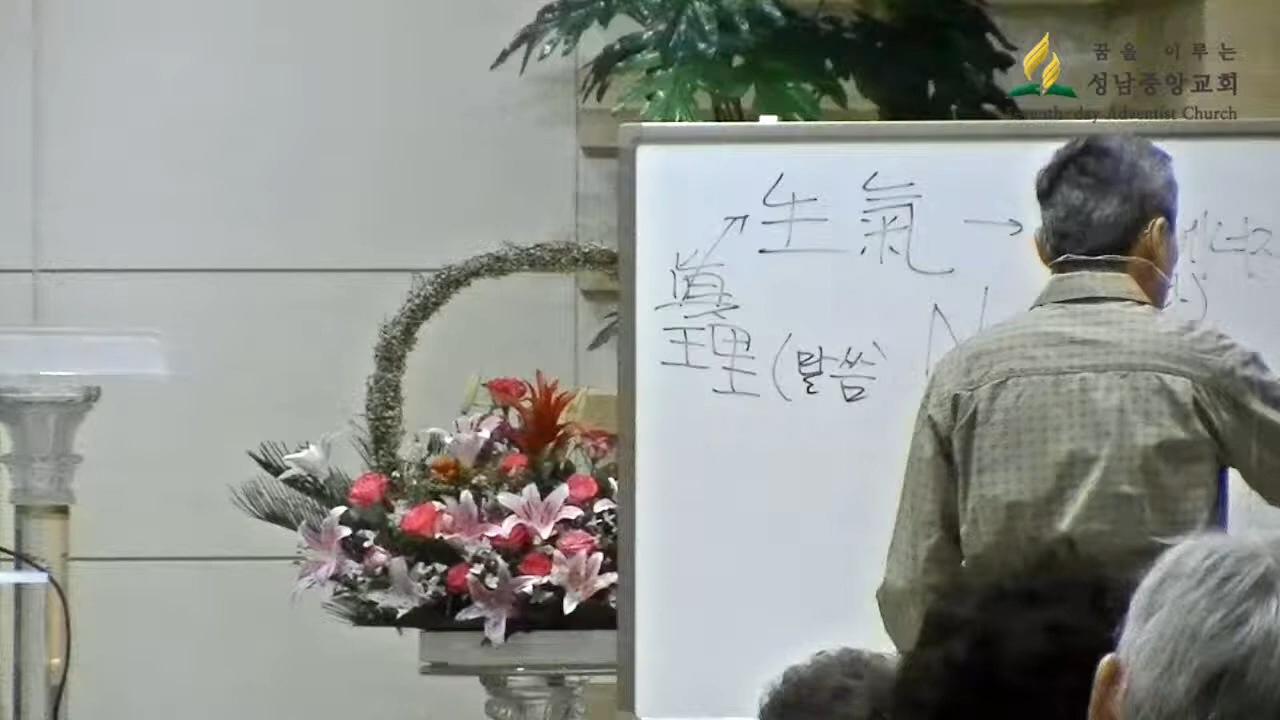 꿈을 이루는
성남중앙교회
Seventh-day Adventist Church
生氣 →
眞
理 (말씀)
N